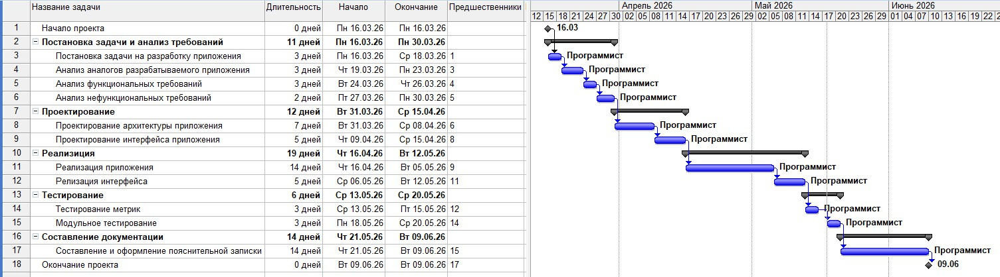 Название задачи Длительность Начало Окончание Предшественники Апрель 2026 Май 2026 Июнь 2026
12 15 18 21 24 27 30 02 05 08 11 14 17 20 23 26 29 02 05 08 11 14 17 20 23 26 29 01 04 07 10 13 16 19 22
1 Начало проекта 0 дней Пн 16.03.26 Пн 16.03.26 16.03
2 Постановка задачи и анализ требований 11 дней Пн 16.03.26 Пн 30.03.26
3 Постановка задачи на разработку приложения 3 дней Пн 16.03.26 Ср 18.03.26 1 Программист
4 Анализ аналогов разрабатываемого приложения 3 дней Чт 19.03.26 Пн 23.03.26 3 Программист
5 Анализ функциональных требований 3 дней Вт 24.03.26 Чт 26.03.26 4 Программист
6 Анализ нефункциональных требований 2 дней Пт 27.03.26 Пн 30.03.26 5 Программист
7 Проектирование 12 дней Вт 31.03.26 Ср 15.04.26
8 Проектирование архитектуры приложения 7 дней Вт 31.03.26 Ср 08.04.26 6 Программист
9 Проектирование интерфейса приложения 5 дней Чт 09.04.26 Ср 15.04.26 8 Программист
10 Реализиция 19 дней Чт 16.04.26 Вт 12.05.26
11 Реализация приложения 14 дней Чт 16.04.26 Вт 05.05.26 9 Программист
12 Релизация интерфейса 5 дней Ср 06.05.26 Вт 12.05.26 11 Программист
13 Тестирование 6 дней Ср 13.05.26 Ср 20.05.26
14 Тестирование метрик 3 дней Ср 13.05.26 Пт 15.05.26 12 Программист
15 Модульное тестирование 3 дней Пн 18.05.26 Ср 20.05.26 14 Программист
16 Составление документации 14 дней Чт 21.05.26 Вт 09.06.26
17 Составление и оформление пояснительной записки 14 дней Чт 21.05.26 Вт 09.06.26 15 Программист
18 Окончание проекта 0 дней Вт 09.06.26 Вт 09.06.26 17 09.06